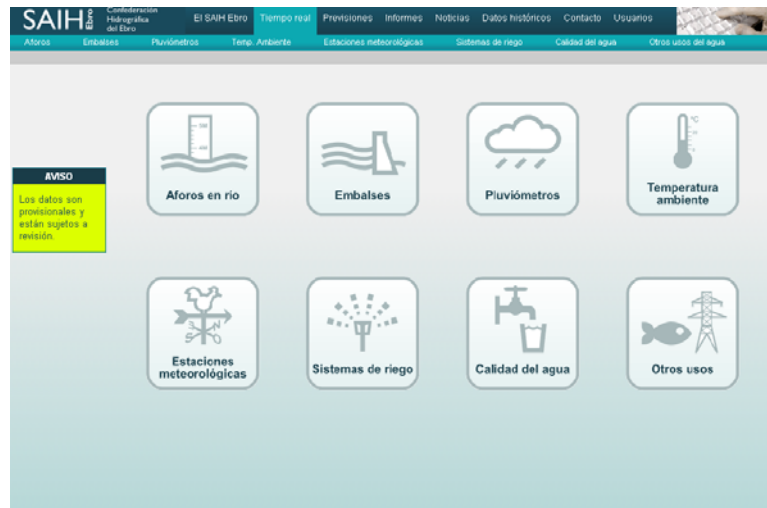 SAIH Ebro
Confederación
Hidrográfica
del Ebro
El SAIH Ebro Tiempo real Previsiones Informes Noticias Datos históricos Contacto Usuarios
Aforos Embalses Pluviómetros Temp. Ambiente Estaciones meteorológicas Sistemas de riego Calidad del agua Otros usos del agua
AVISO
Los datos son
provisionales y
están sujetos a
revisión.
Aforos en río
Embalses
Pluviómetros
°C
Temperatura
ambiente
N
S
Estaciones
meteorológicas
Sistemas de riego
Calidad del agua
Otros usos